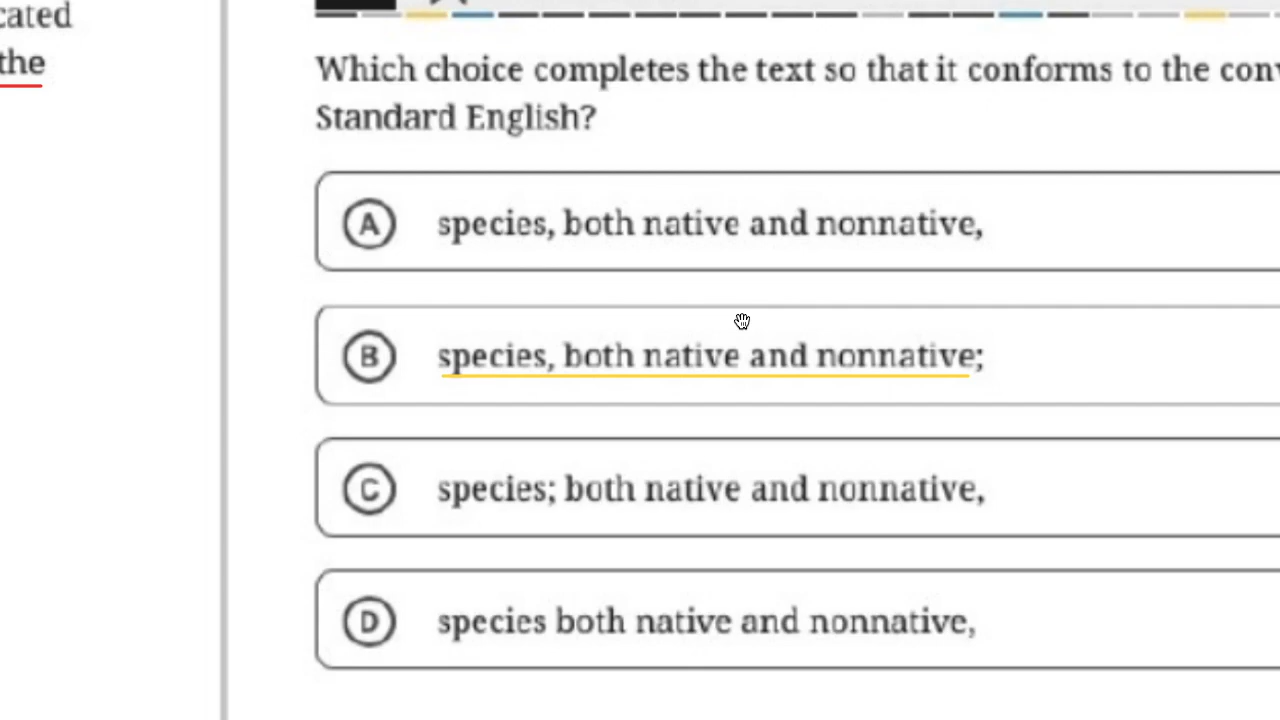 cated
the
Which choice completes the text so that it conforms to the
Standard English?
A species, both native and nonnative,
B species, both native and nonnative;
C species; both native and nonnative,
D species both native and nonnative,